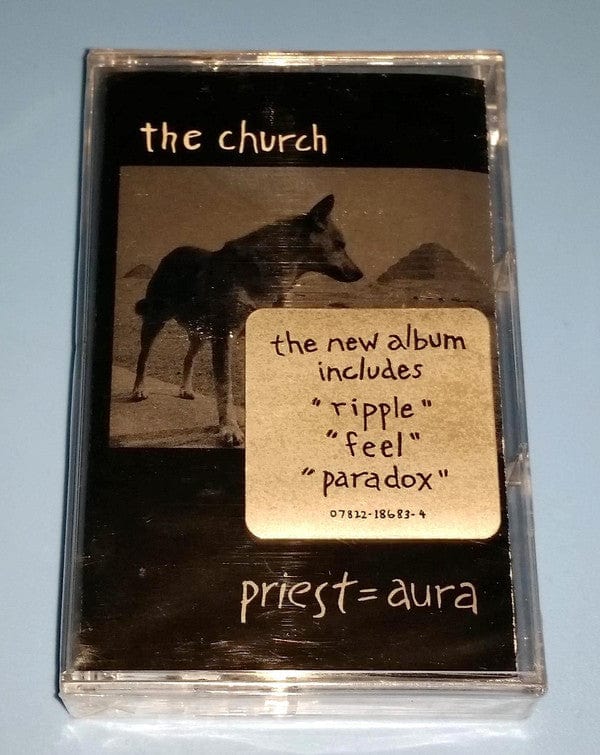 the church
the new album
includes
"ripple"
"feel"
"paradox"
07822-18683-4
priest=aura